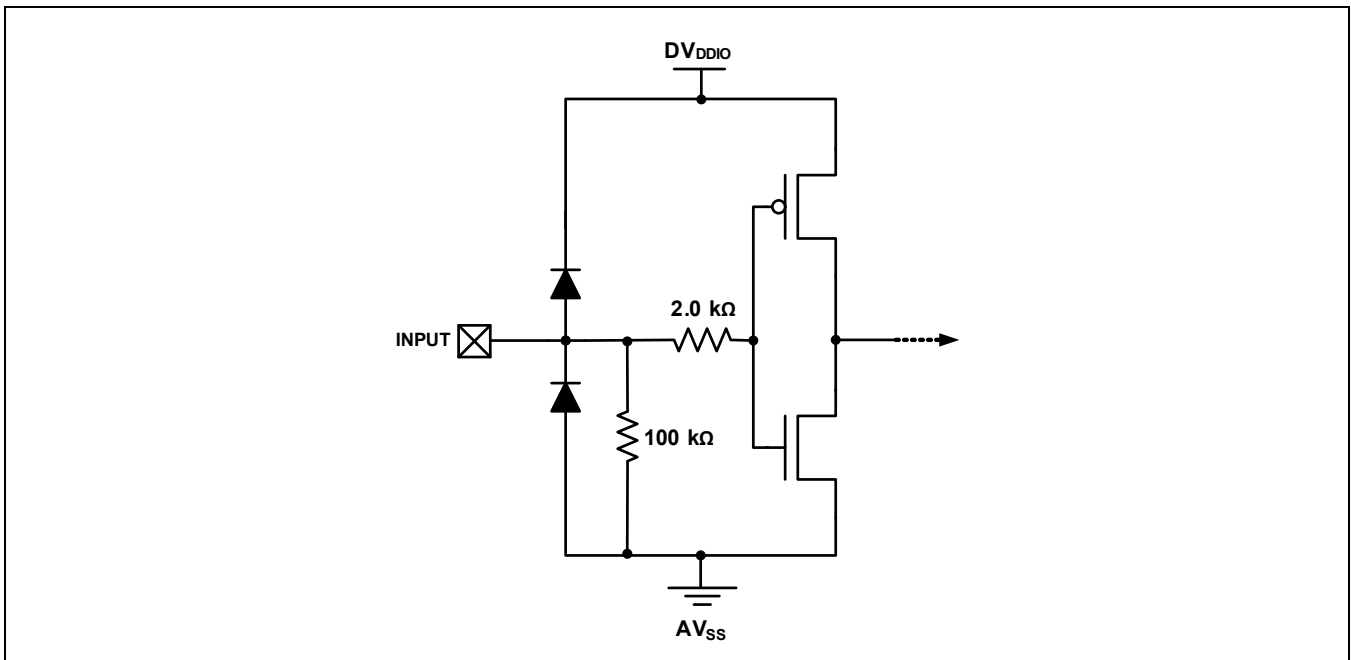 DVDDIO
2.0 kΩ
INPUT
100 kΩ
AVSS